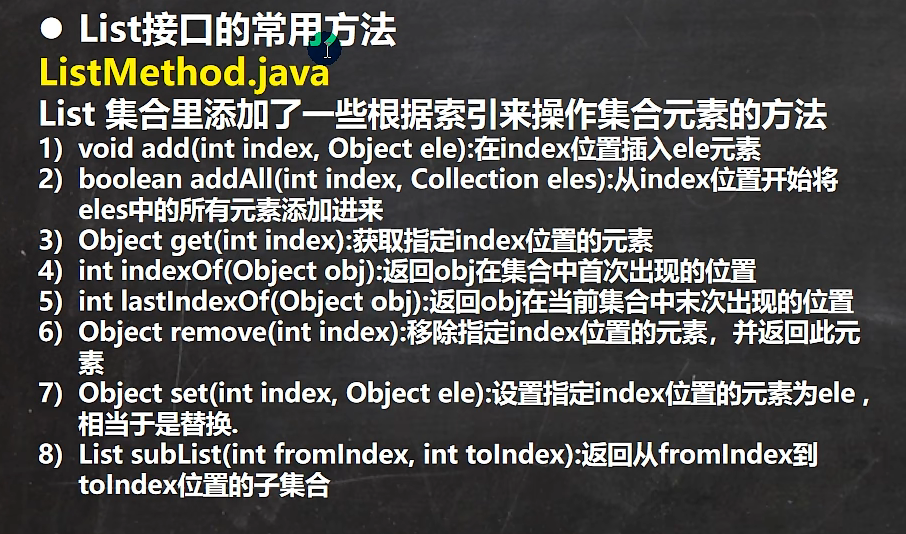 ● List接口的常用方法
ListMethod.java
List 集合里添加了一些根据索引来操作集合元素的方法
1) void add(int index, Object ele):在index位置插入ele元素
2) boolean addAll(int index, Collection eles):从index位置开始将
eles中的所有元素添加进来
3) Object get(int index):获取指定index位置的元素
4) int indexOf(Object obj):返回obj在集合中首次出现的位置
5) int lastIndexOf(Object obj):返回obj在当前集合中末次出现的位置
6) Object remove(int index):移除指定index位置的元素，并返回此元
素
7) Object set(int index, Object ele):设置指定index位置的元素为ele ,
相当于是替换.
8) List subList(int fromIndex, int toIndex):返回从fromIndex到
toIndex位置的子集合